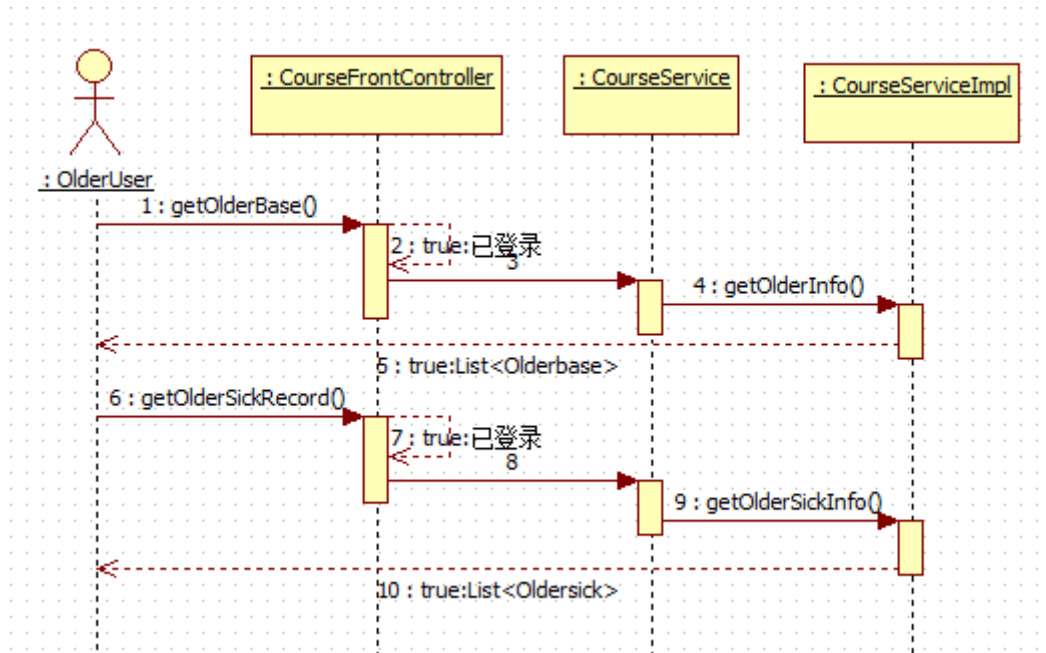 : CourseFrontController
: CourseService
: CourseServiceImpl
: OlderUser
1 : getOlderBase()
2 : true:已登录
3
4 : getOlderInfo()
5 : true:List<Olderbase>
6 : getOlderSickRecord()
7 : true:已登录
8
9 : getOlderSickInfo()
10 : true:List<Oldersick>